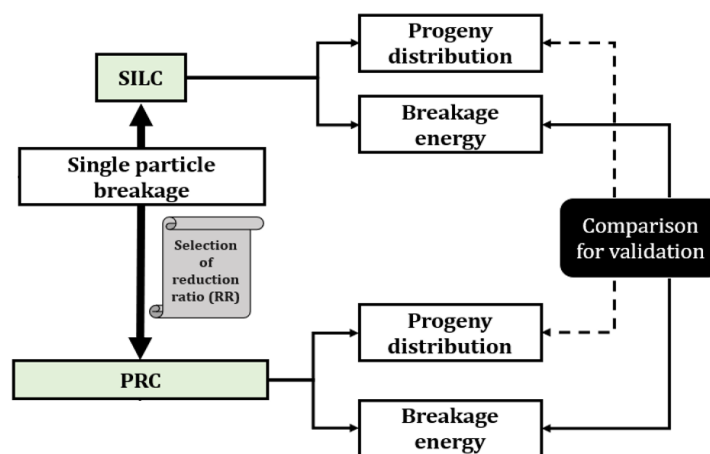 Progeny
distribution
SILC
Breakage
energy
Single particle
breakage
Selection
of
reduction
ratio (RR)
Comparison
for validation
Progeny
distribution
PRC
Breakage
energy